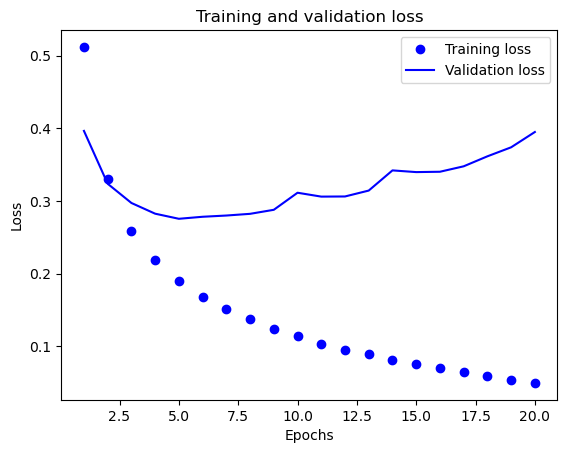 Training and validation loss
Training loss
Validation loss
Loss
0.5
0.4
0.3
0.2
0.1
2.5 5.0 7.5 10.0 12.5 15.0 17.5 20.0
Epochs